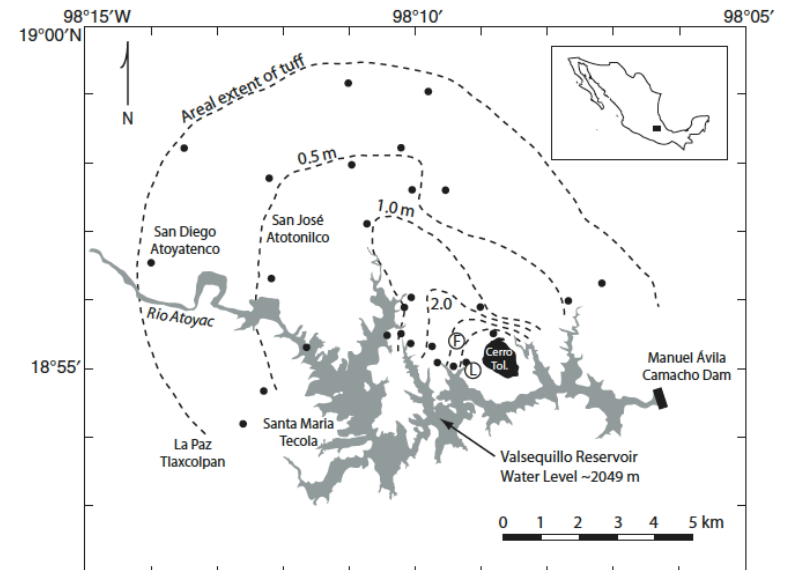 98°15′W
98°10′
98°05′
19°00′N
Areal extent of tuff
N
0.5 m
1.0 m
San Diego
Atoyatenco
San José
Atotonilco
Río Atoyac
2.0
F
L
Cerro
Tol.
18°55′
Manuel Ávila
Camacho Dam
Santa Maria
Tecola
La Paz
Tlaxcolpan
Valsequillo Reservoir
Water Level ~2049 m
0 1 2 3 4 5 km